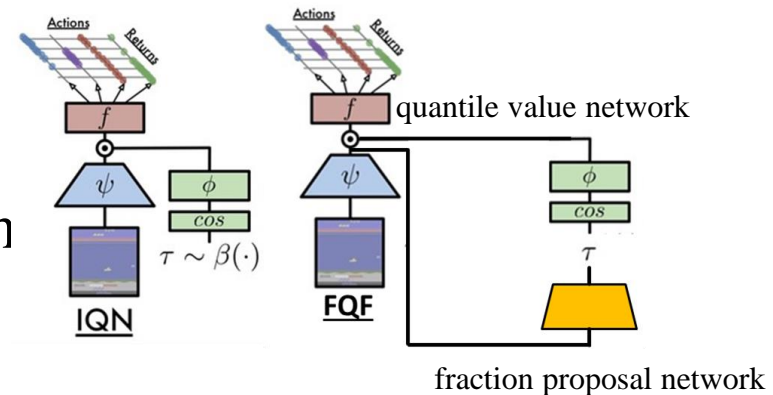 Actions
Returns
f
ψ
ϕ
cos
τ ~ β(·)
IQN
Actions
Returns
f quantile value network
ψ
ϕ
cos
τ
FQF
fraction proposal network